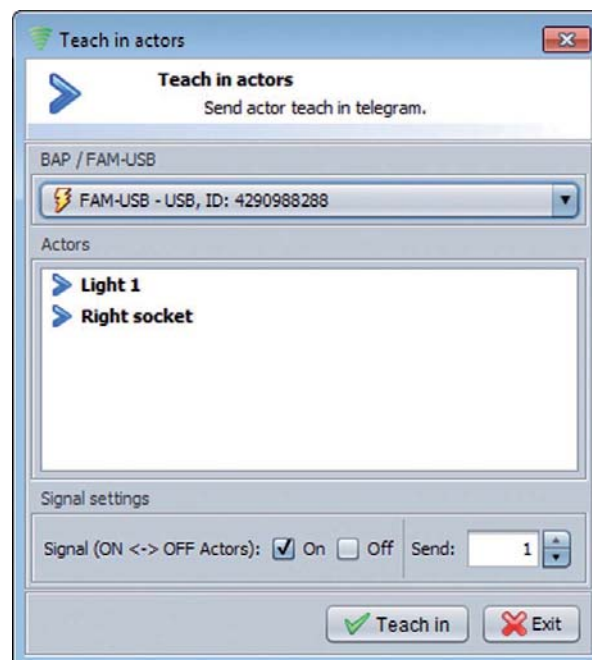 Teach in actors
Teach in actors
Send actor teach in telegram.
BAP / FAM-USB
FAM-USB - USB, ID: 4290988288
Actors
Light 1
Right socket
Signal settings
Signal (ON <-> OFF Actors): On Off Send: 1
Teach in Exit